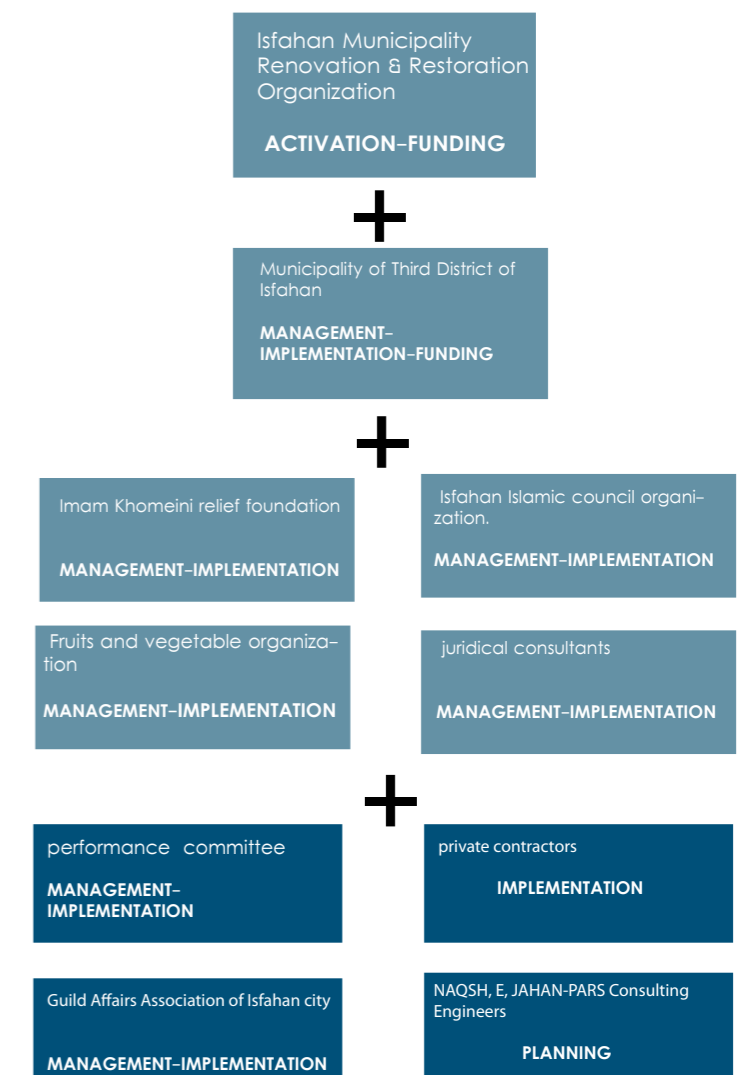 Isfahan Municipality
Renovation & Restoration
Organization
ACTIVATION-FUNDING
+
Municipality of Third District of
Isfahan
MANAGEMENT-
IMPLEMENTATION-FUNDING
+
Imam Khomeini relief foundation
MANAGEMENT-IMPLEMENTATION
Isfahan Islamic council organi-
zation.
MANAGEMENT-IMPLEMENTATION
Fruits and vegetable organiza-
tion
MANAGEMENT-IMPLEMENTATION
juridical consultants
MANAGEMENT-IMPLEMENTATION
+
performance committee
MANAGEMENT-
IMPLEMENTATION
private contractors
IMPLEMENTATION
Guild Affairs Association of Isfahan city
MANAGEMENT-IMPLEMENTATION
NAQSH, E, JAHAN-PARS Consulting
Engineers
PLANNING